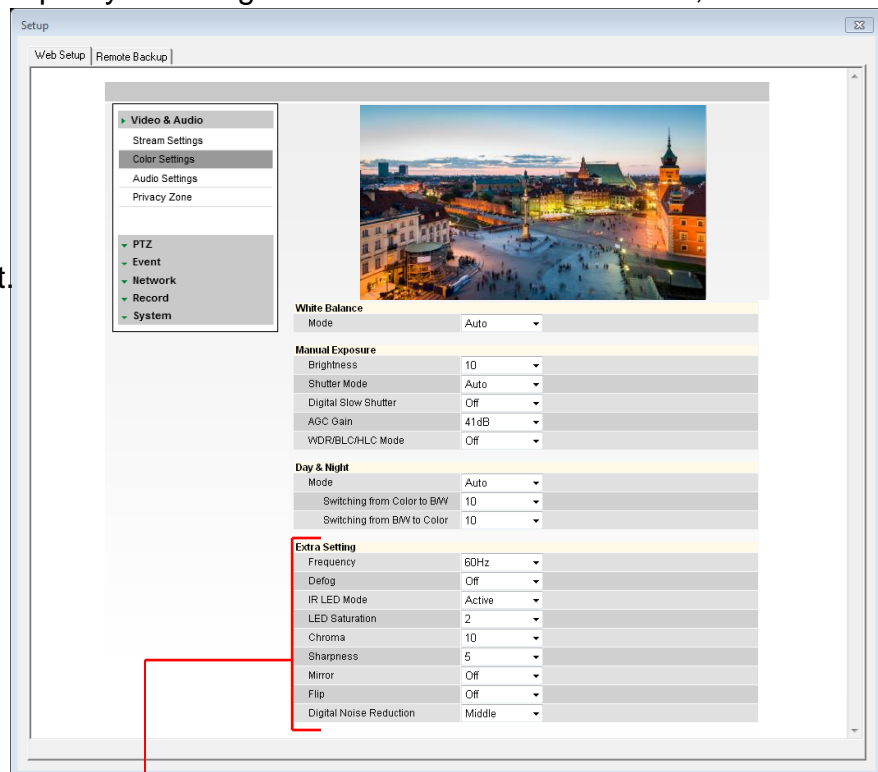 Setup
Web Setup
Remote Backup
Video & Audio
Stream Settings
Color Settings
Audio Settings
Privacy Zone
PTZ
Event
t.
Network
Record
System
White Balance
Mode Auto
Manual Exposure
Brightness 10
Shutter Mode Auto
Digital Slow Shutter Off
AGC Gain 41dB
WDR/BLC/HLC Mode Off
Day & Night
Mode Auto
Switching from Color to B/W 10
Switching from B/W to Color 10
Extra Setting
Frequency 60Hz
Defog Off
IR LED Mode Active
LED Saturation 2
Chroma 10
Sharpness 5
Mirror Off
Flip Off
Digital Noise Reduction Middle